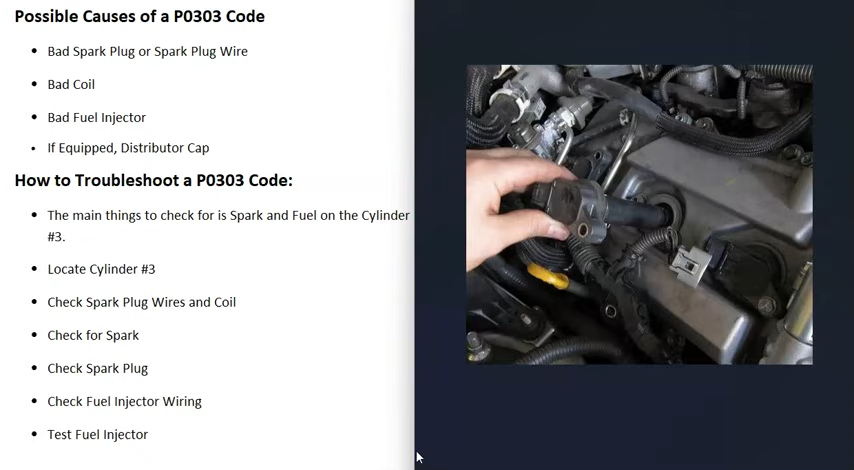 Possible Causes of a P0303 Code
• Bad Spark Plug or Spark Plug Wire
• Bad Coil
• Bad Fuel Injector
• If Equipped, Distributor Cap
How to Troubleshoot a P0303 Code:
• The main things to check for is Spark and Fuel on the Cylinder
#3.
• Locate Cylinder #3
• Check Spark Plug Wires and Coil
• Check for Spark
• Check Spark Plug
• Check Fuel Injector Wiring
• Test Fuel Injector